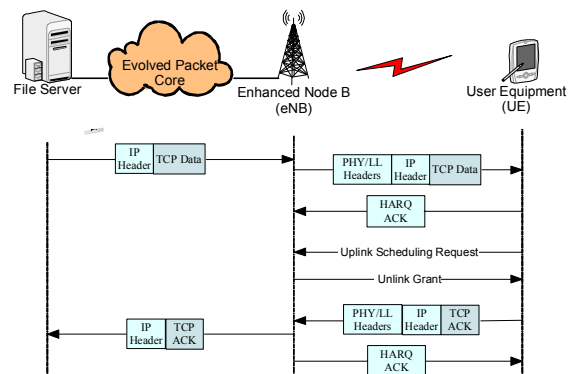 Evolved Packet
Core
File Server
Enhanced Node B
(eNB)
User Equipment
(UE)
IP
Header
TCP Data
PHY/LL
Headers
IP
Header
TCP Data
HARQ
ACK
Uplink Scheduling Request
Unlink Grant
PHY/LL
Headers
IP
Header
TCP
ACK
IP
Header
TCP
ACK
HARQ
ACK